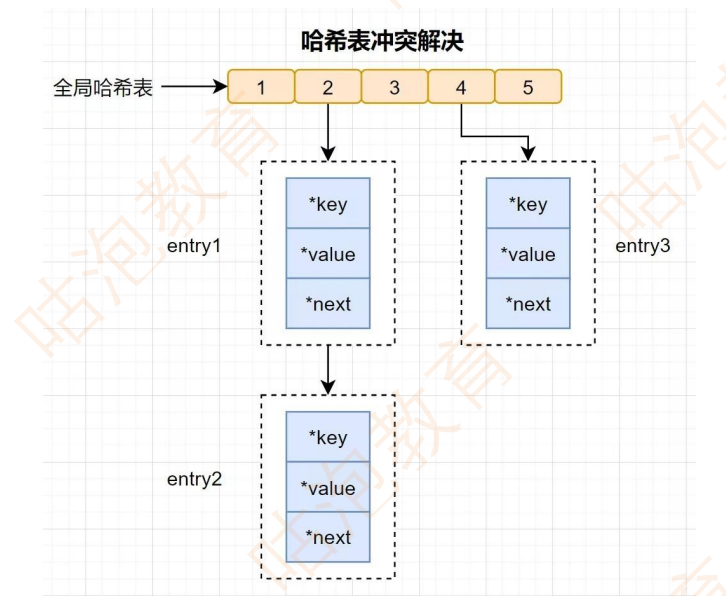 哈希表冲突解决
全局哈希表
1 2 3 4 5
entry1
*key
*value
*next
*key
*value
*next
entry3
entry2
*key
*value
*next
咕泡教育
咕泡教育
咕泡